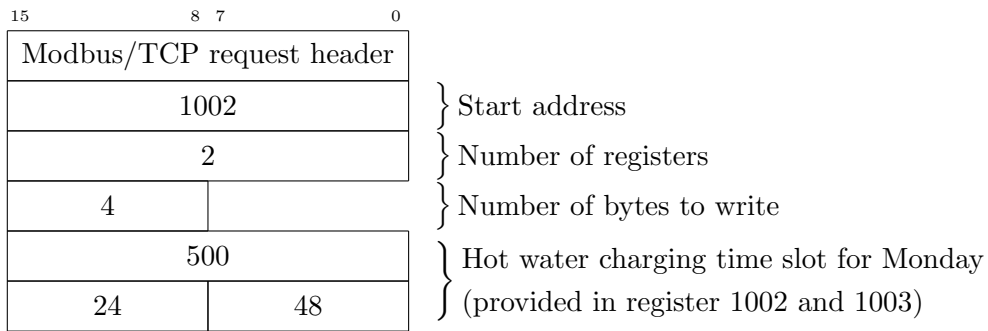 15 8 7 0
Modbus/TCP request header
1002 Start address
2 Number of registers
4 Number of bytes to write
500 Hot water charging time slot for Monday
24 48 (provided in register 1002 and 1003)